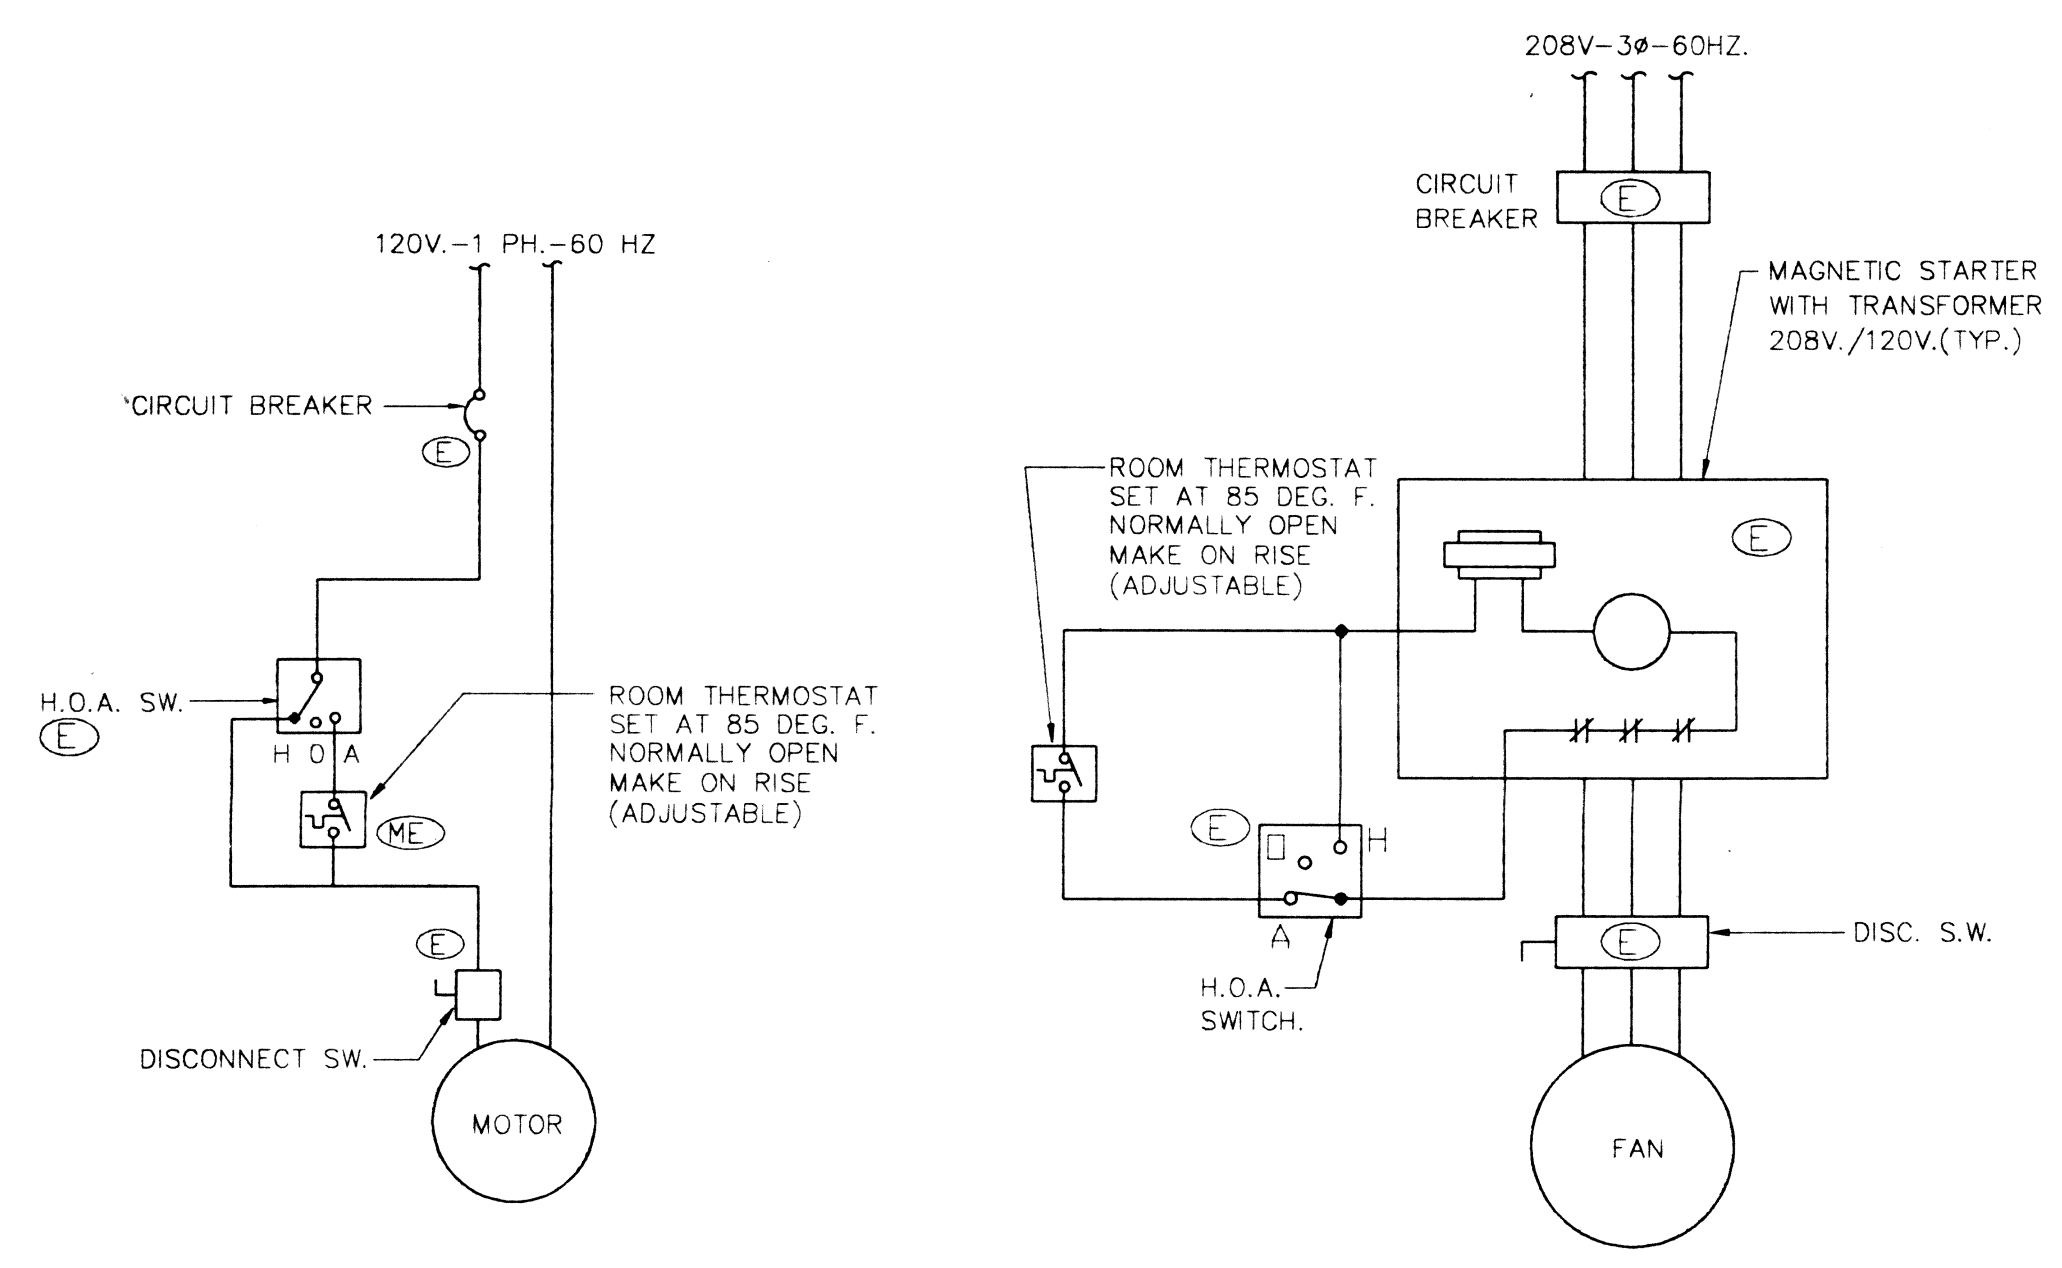 120V.-1 PH.-60 HZ
CIRCUIT BREAKER
E
H.O.A. SW.
E
H O A
ROOM THERMOSTAT
SET AT 85 DEG. F.
NORMALLY OPEN
MAKE ON RISE
(ADJUSTABLE)
ME
E
DISCONNECT SW.
MOTOR
208V-3ø-60HZ.
CIRCUIT
BREAKER
E
MAGNETIC STARTER
WITH TRANSFORMER
208V./120V.(TYP.)
ROOM THERMOSTAT
SET AT 85 DEG. F.
NORMALLY OPEN
MAKE ON RISE
(ADJUSTABLE)
E
E
O
H
A
H.O.A.
SWITCH.
E
DISC. S.W.
FAN